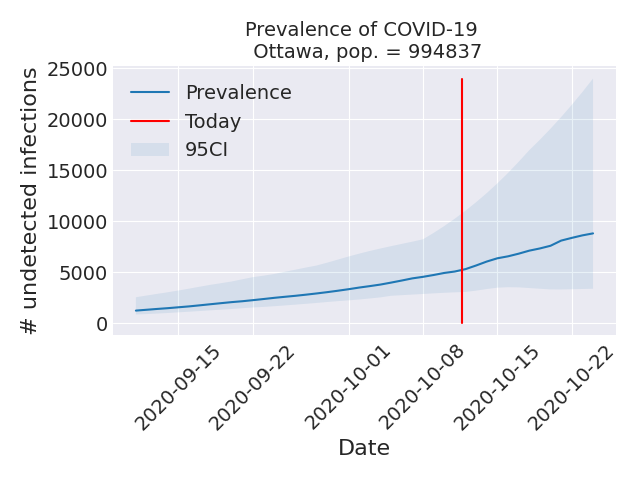 Prevalence of COVID-19
Ottawa, pop. = 994837
# undetected infections
25000
20000
15000
10000
5000
0
Prevalence
Today
95CI
2020-09-15
2020-09-22
2020-10-01
2020-10-08
2020-10-15
2020-10-22
Date